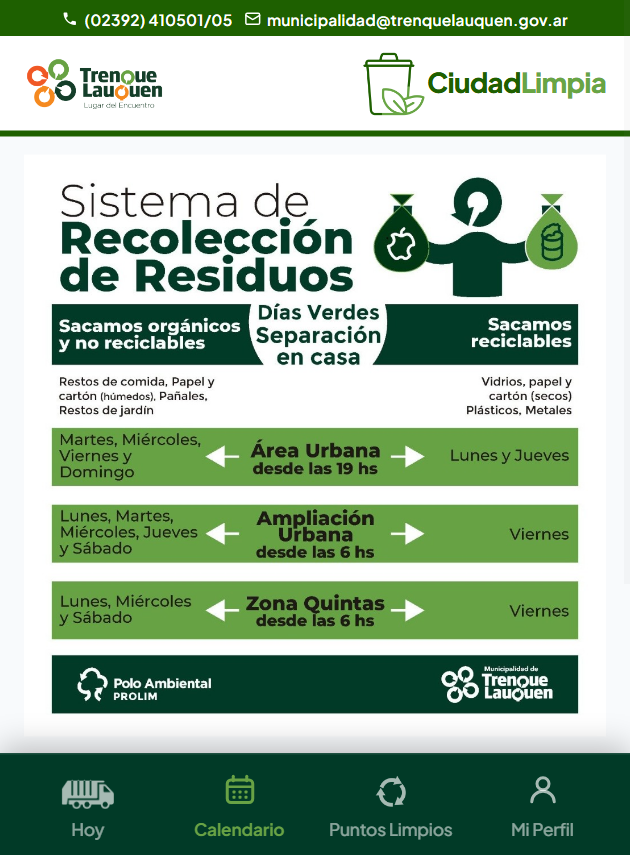 (02392) 410501/05 municipalidad@trenquelauquen.gov.ar
Trenque
Lauquen
Lugar del Encuentro
CiudadLimpia
Sistema de
Recolección
de Residuos
Sacamos orgánicos
y no reciclables
Días Verdes
Separación
en casa
Sacamos
reciclables
Restos de comida, Papel y
cartón (húmedos), Pañales,
Restos de jardín
Vidrios, papel y
cartón (secos)
Plásticos, Metales
Martes, Miércoles,
Viernes y
Domingo
Área Urbana
desde las 19 hs
Lunes y Jueves
Lunes, Martes,
Miércoles, Jueves
y Sábado
Ampliación
Urbana
desde las 6 hs
Viernes
Lunes, Miércoles
y Sábado
Zona Quintas
desde las 6 hs
Viernes
Polo Ambiental
PROLIM
Municipalidad de
Trenque
Lauquen
Hoy
Calendario
Puntos Limpios
Mi Perfil